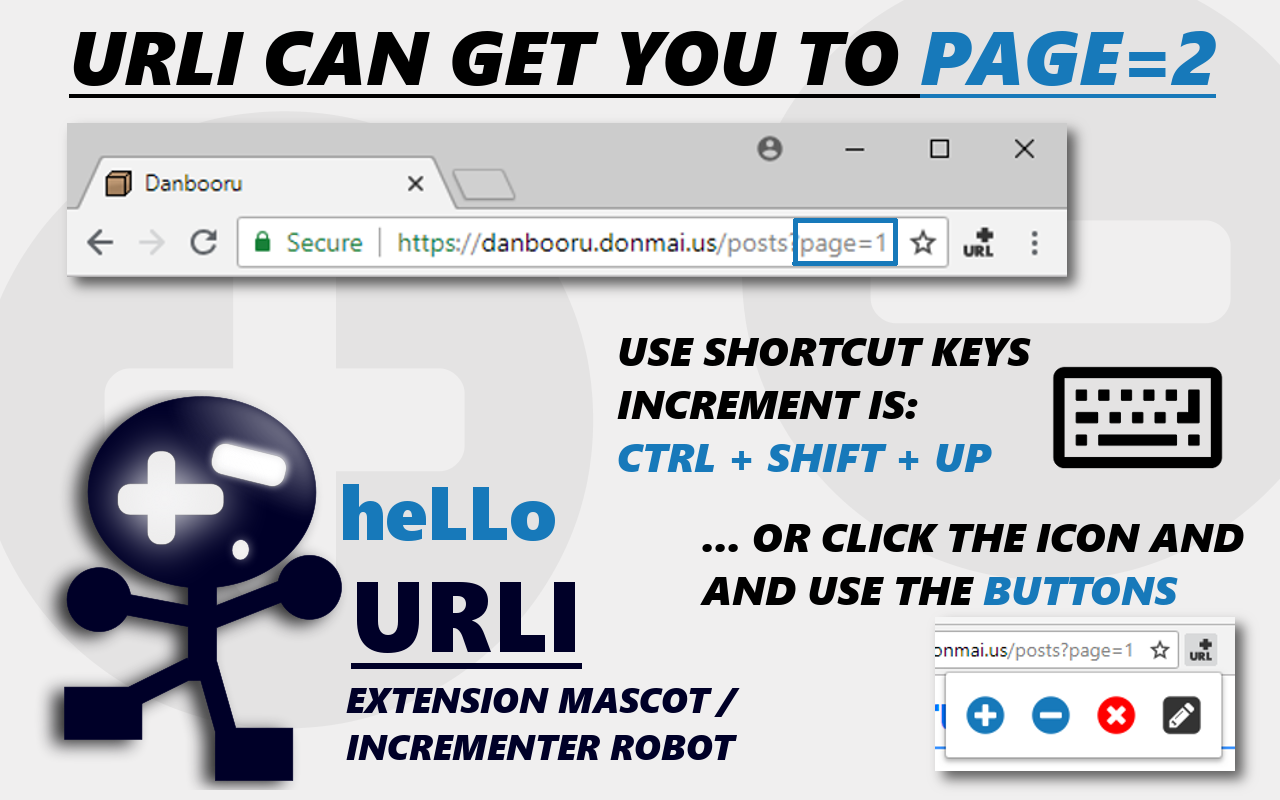 URLI CAN GET YOU TO PAGE=2
Danbooru
Secure https://danbooru.donmai.us/posts?page=1
URL
USE SHORTCUT KEYS
INCREMENT IS:
CTRL + SHIFT + UP
heLLo
URLI
EXTENSION MASCOT /
INCREMENTER ROBOT
... OR CLICK THE ICON AND
AND USE THE BUTTONS
onmai.us/posts?page=1
URL